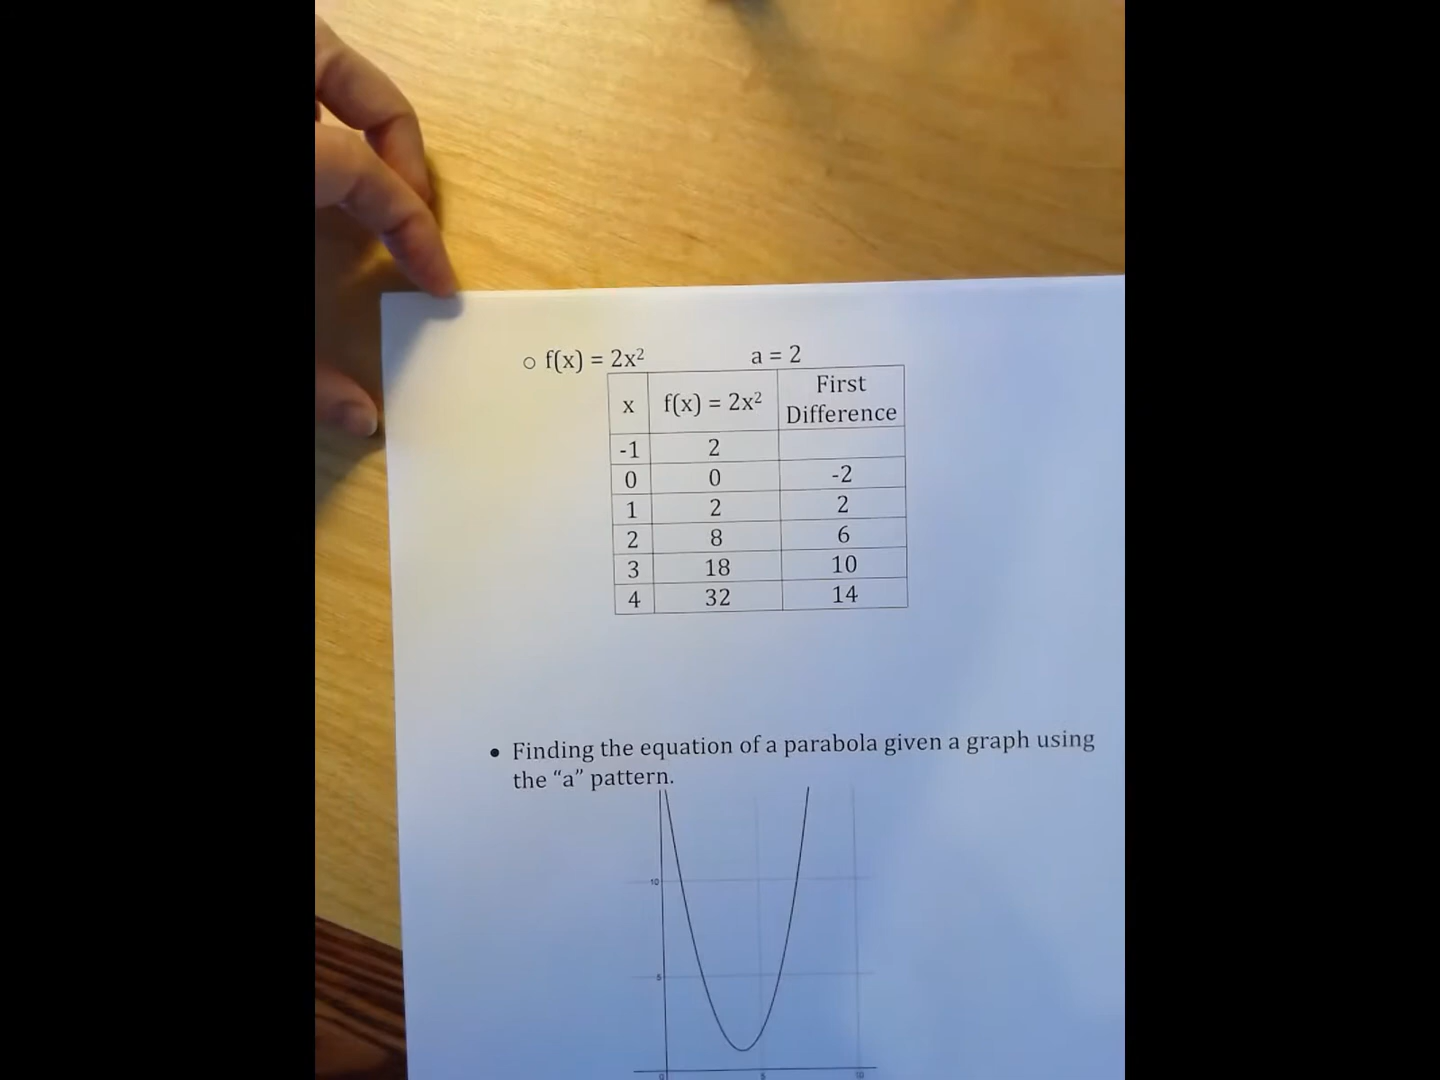 ○ f(x) = 2x² a = 2
x f(x) = 2x² First Difference
-1 2
0 0 -2
1 2 2
2 8 6
3 18 10
4 32 14
• Finding the equation of a parabola given a graph using
the “a” pattern.
10
5
0 5 10